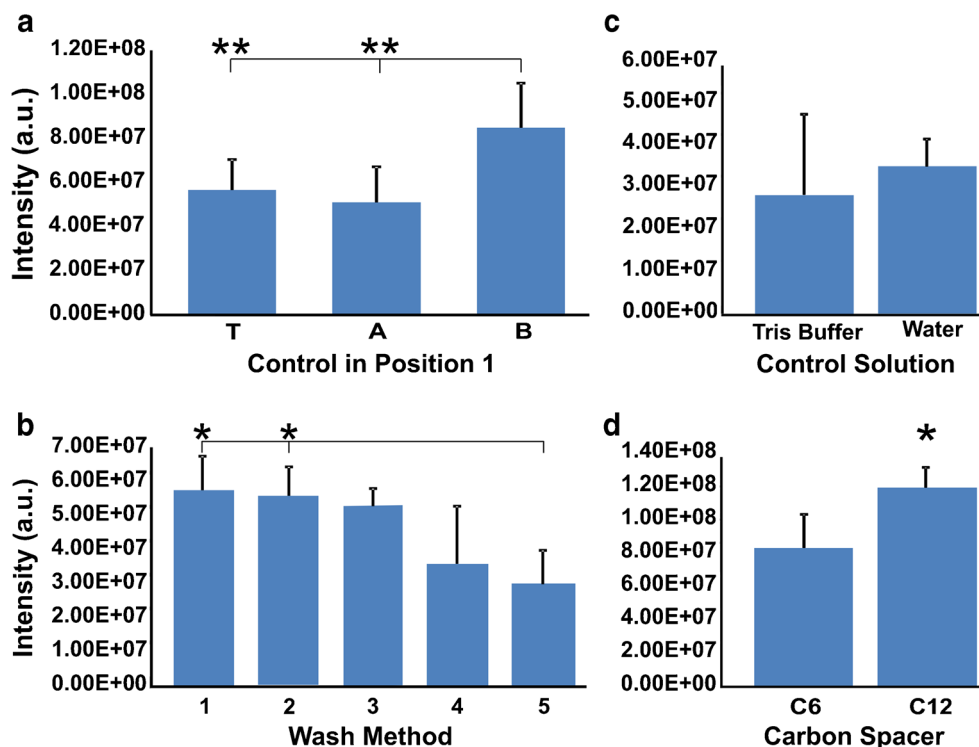 a
**
**
1.20E+08
1.00E+08
8.00E+07
6.00E+07
4.00E+07
2.00E+07
0.00E+00
Intensity (a.u.)
T A B
Control in Position 1
c
6.00E+07
5.00E+07
4.00E+07
3.00E+07
2.00E+07
1.00E+07
0.00E+00
Tris Buffer Water
Control Solution
b
*
*
7.00E+07
6.00E+07
5.00E+07
4.00E+07
3.00E+07
2.00E+07
1.00E+07
0.00E+00
Intensity (a.u.)
1 2 3 4 5
Wash Method
d
*
1.40E+08
1.20E+08
1.00E+08
8.00E+07
6.00E+07
4.00E+07
2.00E+07
0.00E+00
C6 C12
Carbon Spacer